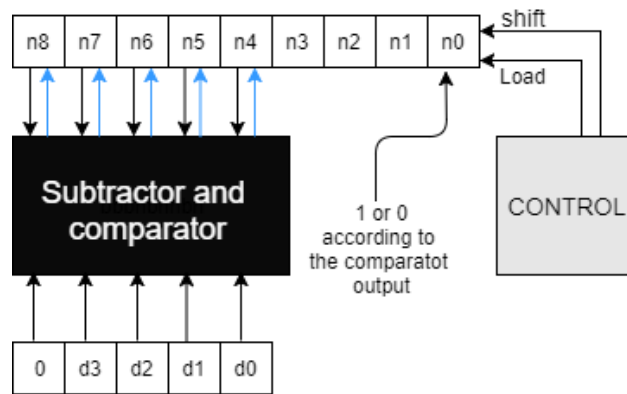 n8 n7 n6 n5 n4 n3 n2 n1 n0
shift
Load
Subtractor and
comparator
1 or 0
according to
the comparatot
output
CONTROL
0 d3 d2 d1 d0